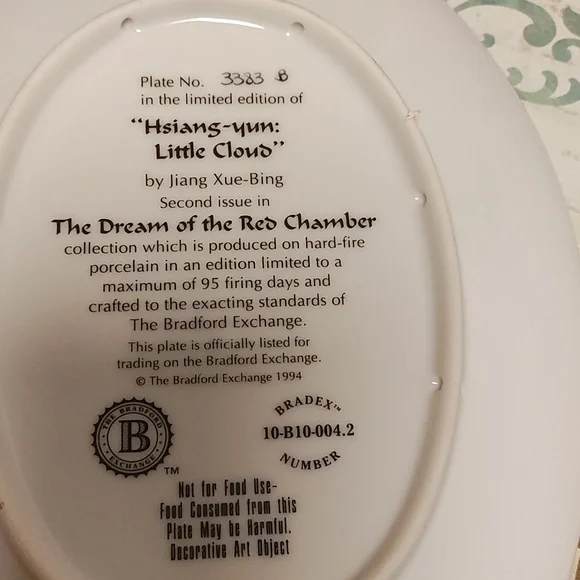 Plate No. 3383 B
in the limited edition of
"Hsiang-yun:
Little Cloud"
by Jiang Xue-Bing
Second issue in
The Dream of the Red Chamber
collection which is produced on hard-fire
porcelain in an edition limited to a
maximum of 95 firing days and
crafted to the exacting standards of
The Bradford Exchange.
This plate is officially listed for
trading on the Bradford Exchange.
© The Bradford Exchange 1994
THE BRADFORD
B
EXCHANGE
TM
BRADEX™
10-B10-004.2
NUMBER
Not for Food Use-
Food Consumed from this
Plate May be Harmful.
Decorative Art Object